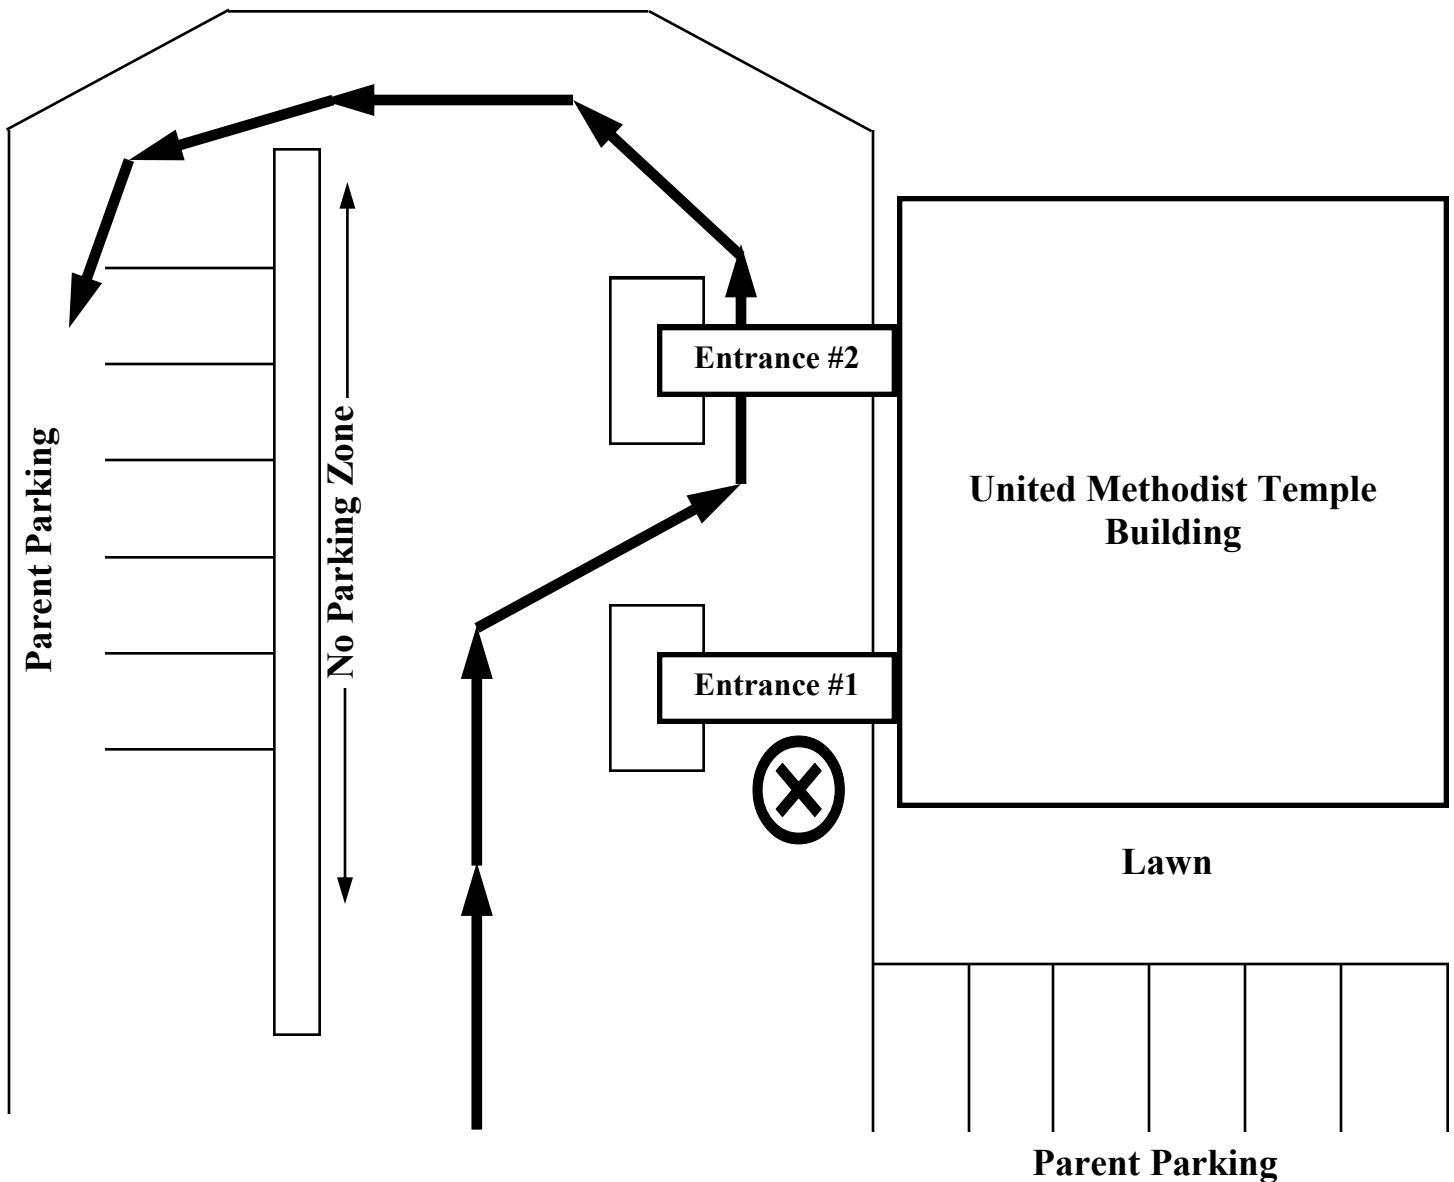 Entrance #2
Parent Parking
No Parking Zone
United Methodist Temple
Building
Entrance #1
Lawn
Parent Parking